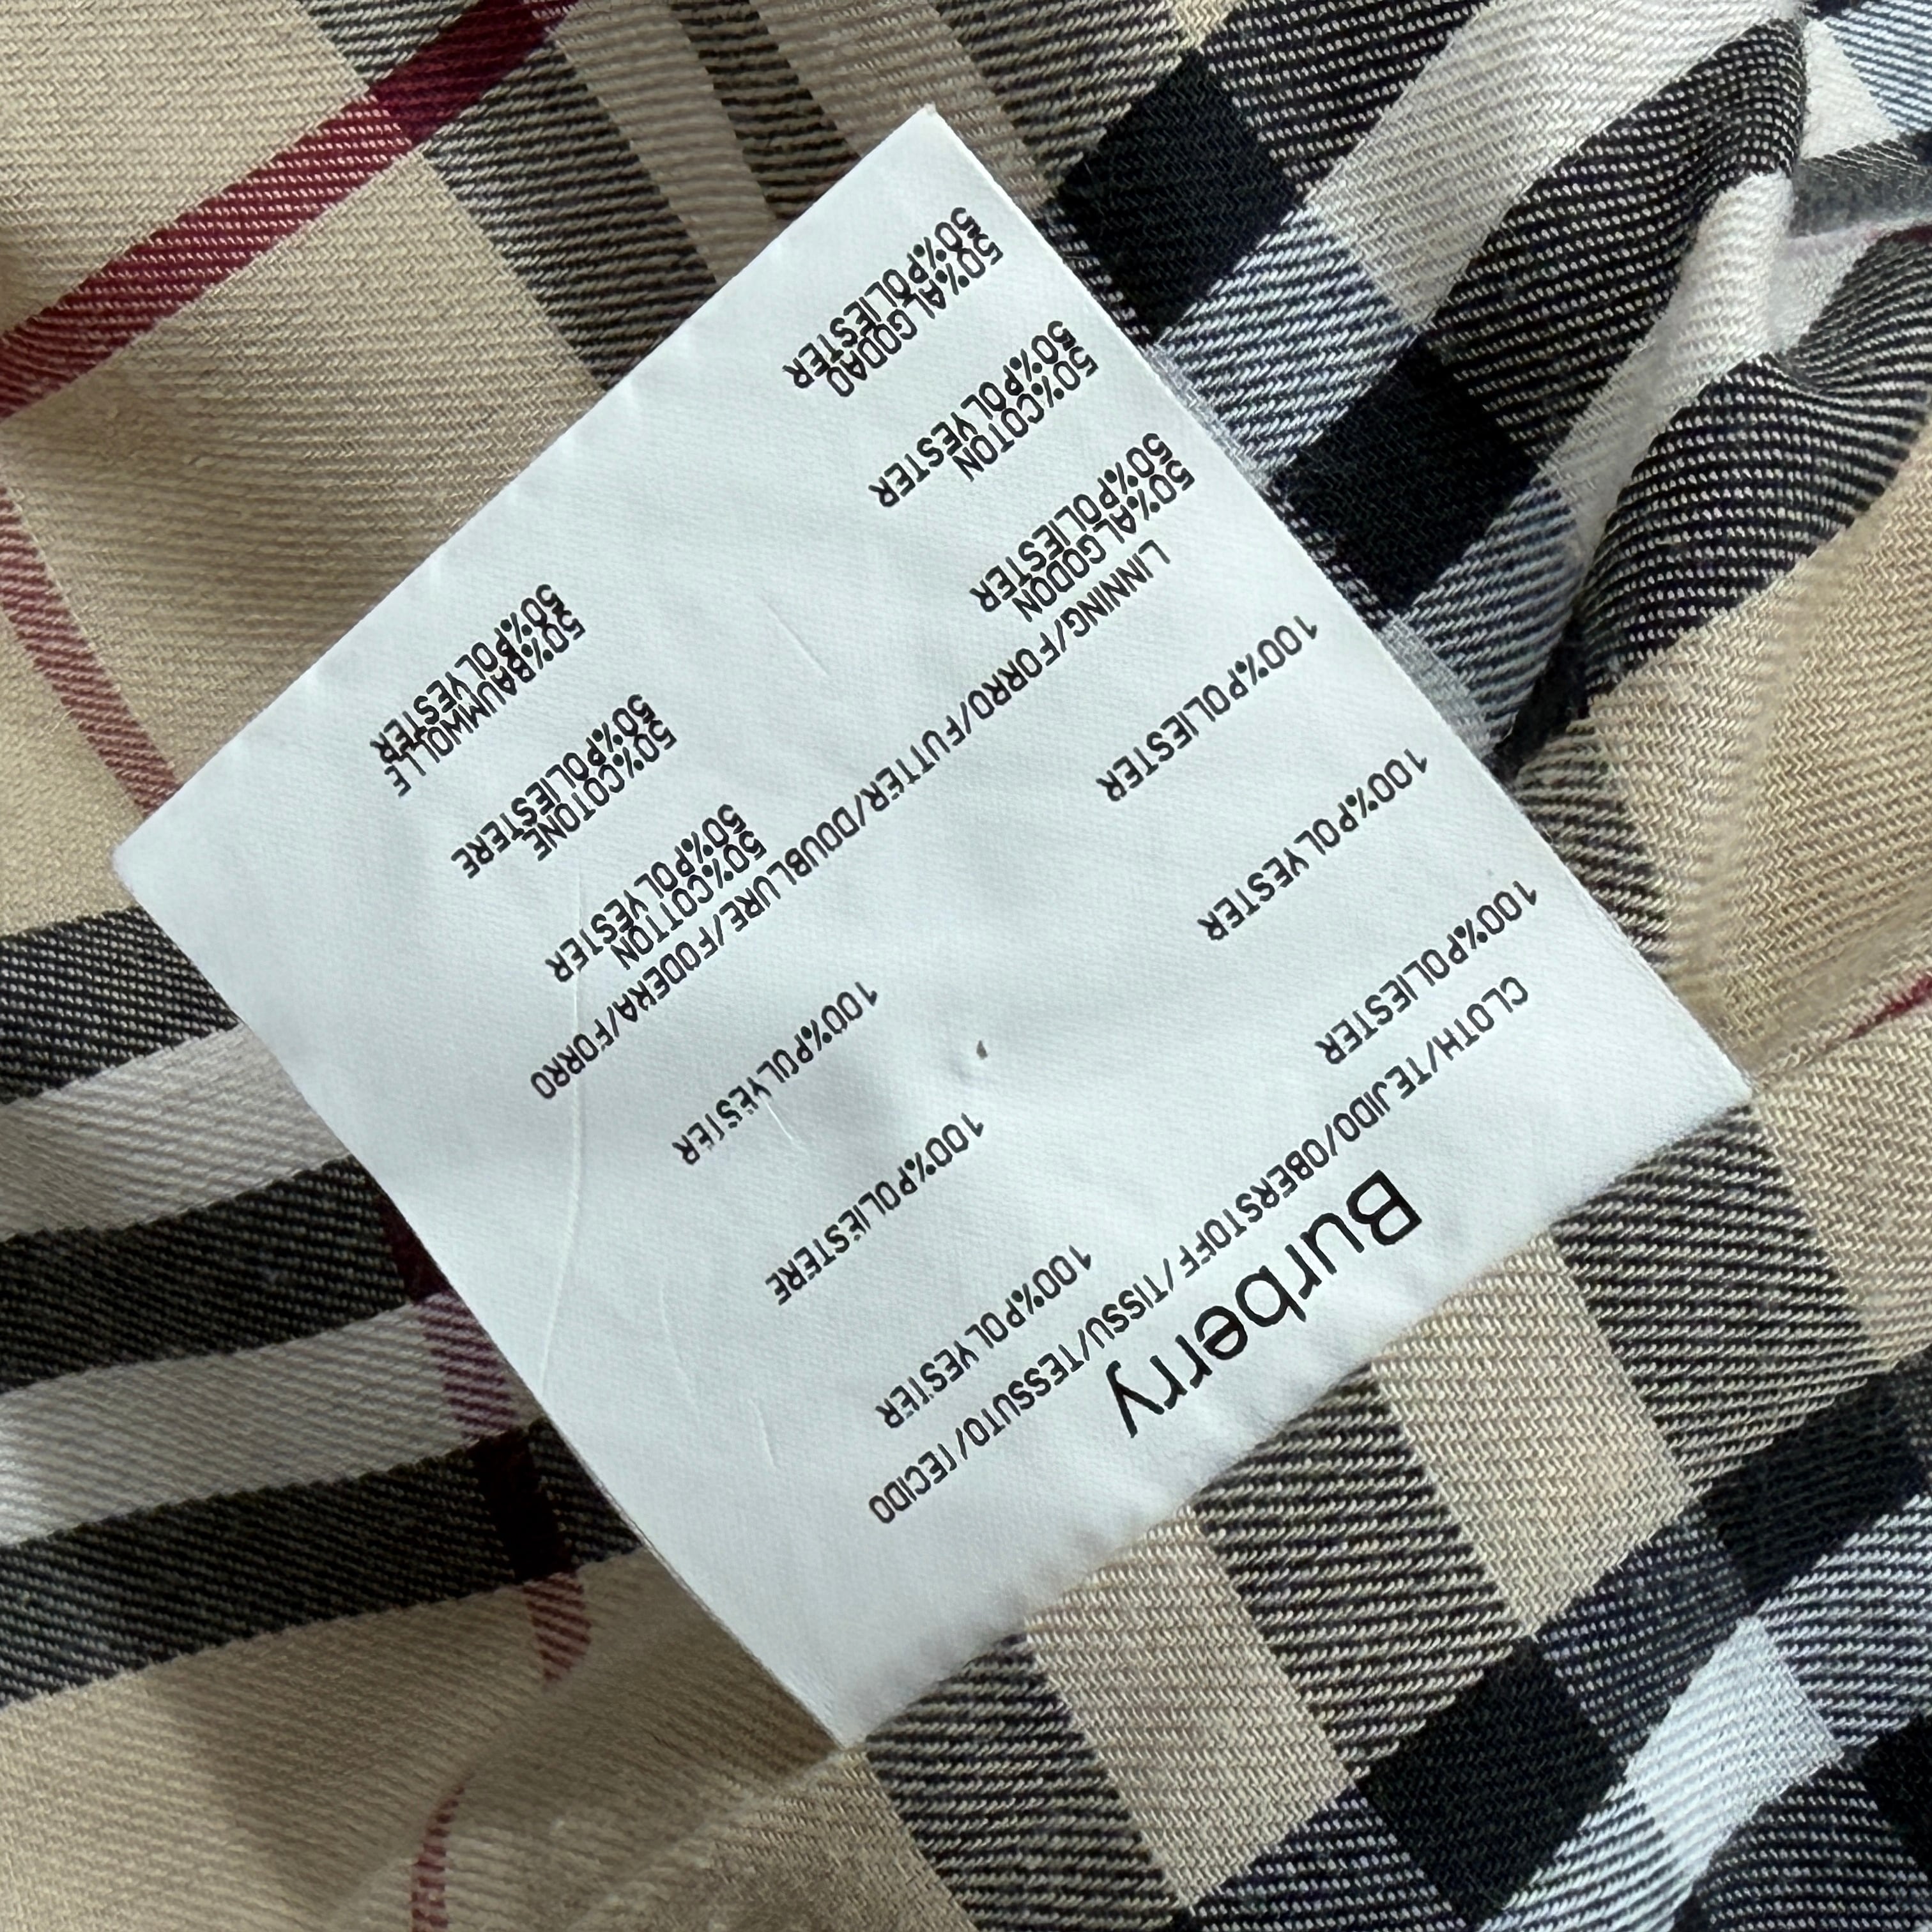 Burberry
CLOTH/TEJIDO/OBERSTOFF/TISSU/TESSUTO/TECIDO
100%POLIESTER 100%POLYESTER
100%POLYESTER 100%POLIESTERE
100%POLIESTER 100%POLYESTER
LINNING/FORRO/FUTTER/DOUBLURE/FODERA/FORRO
50%ALGODON 50%COTTON
50%POLIESTER 50%POLYESTER
50%COTON 50%COTONE
50%POLYESTER 50%POLIESTERE
50%ALGODAO 50%BAUMWOLLE
50%POLIESTER 50%POLYESTER